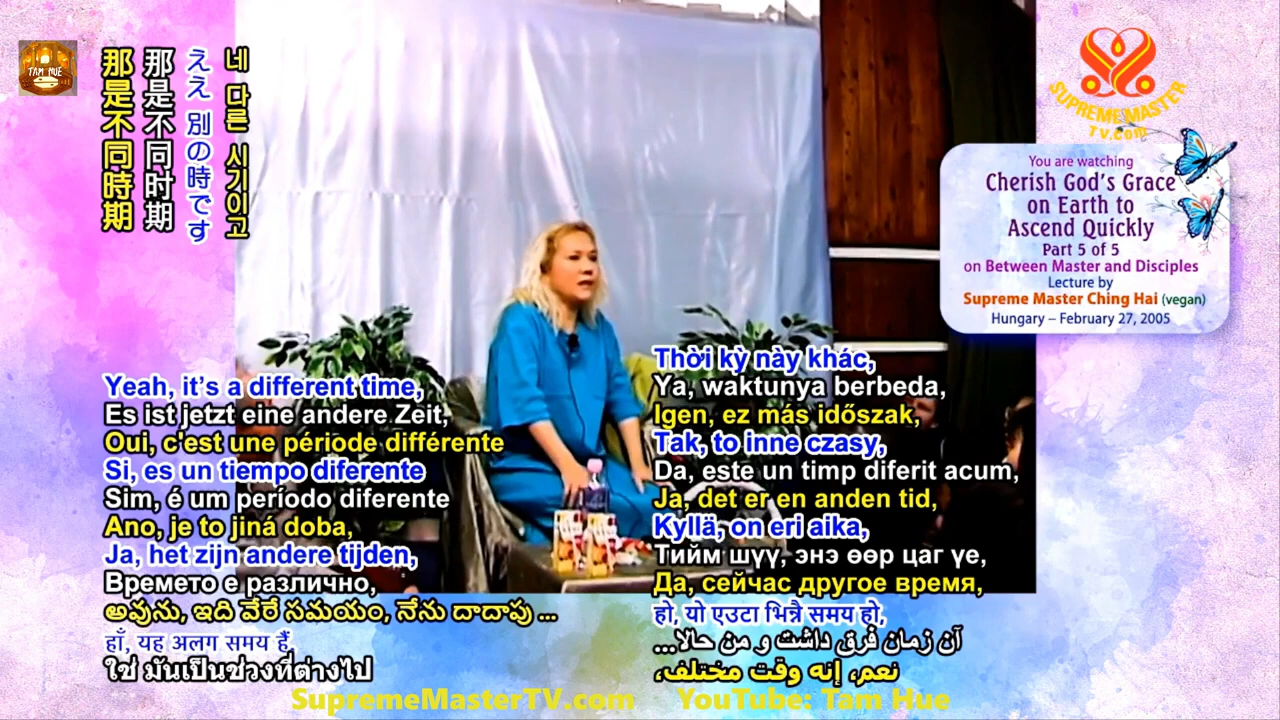 TAM HUE
那是不同時期
那是不同时期
ええ 別の時です
네 다른 시기이고
SUPREME MASTER
TV.com
You are watching
Cherish God's Grace
on Earth to
Ascend Quickly
Part 5 of 5
on Between Master and Disciples
Lecture by
Supreme Master Ching Hai (vegan)
Hungary – February 27, 2005
Yeah, it's a different time,
Es ist jetzt eine andere Zeit,
Oui, c'est une période différente
Si, es un tiempo diferente
Sim, é um período diferente
Ano, je to jiná doba,
Ja, het zijn andere tijden,
Времето е различно,
అవును, ఇది వేరే సమయం, నేను దాదాపు ...
हाँ, यह अलग समय हैं,
ใช่ มันเป็นช่วงที่ต่างไป
Thời kỳ này khác,
Ya, waktunya berbeda,
Igen, ez más időszak,
Tak, to inne czasy,
Da, este un timp diferit acum,
Ja, det er en anden tid,
Kyllä, on eri aika,
Тийм шүү, энэ өөр цаг үе,
Да, сейчас другое время,
हो, यो एउटा भिन्नै समय हो,
آن زمان فرق داشت و من حالا...
نعم، إنه وقت مختلف،
SupremeMasterTV.com YouTube: Tam Hue